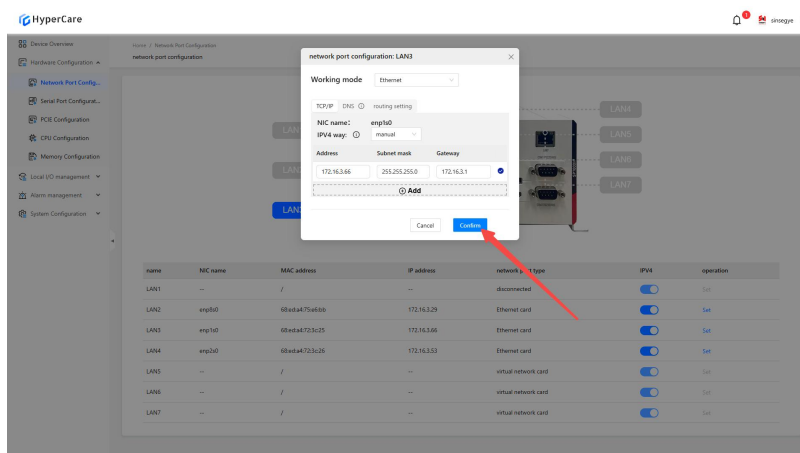 HyperCare
1
sinsegye
Device Overview
Hardware Configuration
Network Port Config...
Serial Port Configurat...
PCIE Configuration
CPU Configuration
Memory Configuration
Local I/O management
Alarm management
System Configuration
Home / Network Port Configuration
network port configuration
network port configuration: LAN3
Working mode Ethernet
TCP/IP DNS routing setting
NIC name: enp1s0
IPV4 way: manual
Address Subnet mask Gateway
172.16.3.66 255.255.255.0 172.16.3.1
Add
Cancel Confirm
LAN4
LAN5
LAN6
LAN7
name NIC name MAC address IP address network port type IPV4 operation
LAN1 -- / -- disconnected Set
LAN2 enp8s0 68:ed:a4:75:e6:bb 172.16.3.29 Ethernet card Set
LAN3 enp1s0 68:ed:a4:72:3c:25 172.16.3.66 Ethernet card Set
LAN4 enp2s0 68:ed:a4:72:3c:26 172.16.3.53 Ethernet card Set
LAN5 -- / -- virtual network card Set
LAN6 -- / -- virtual network card Set
LAN7 -- / -- virtual network card Set